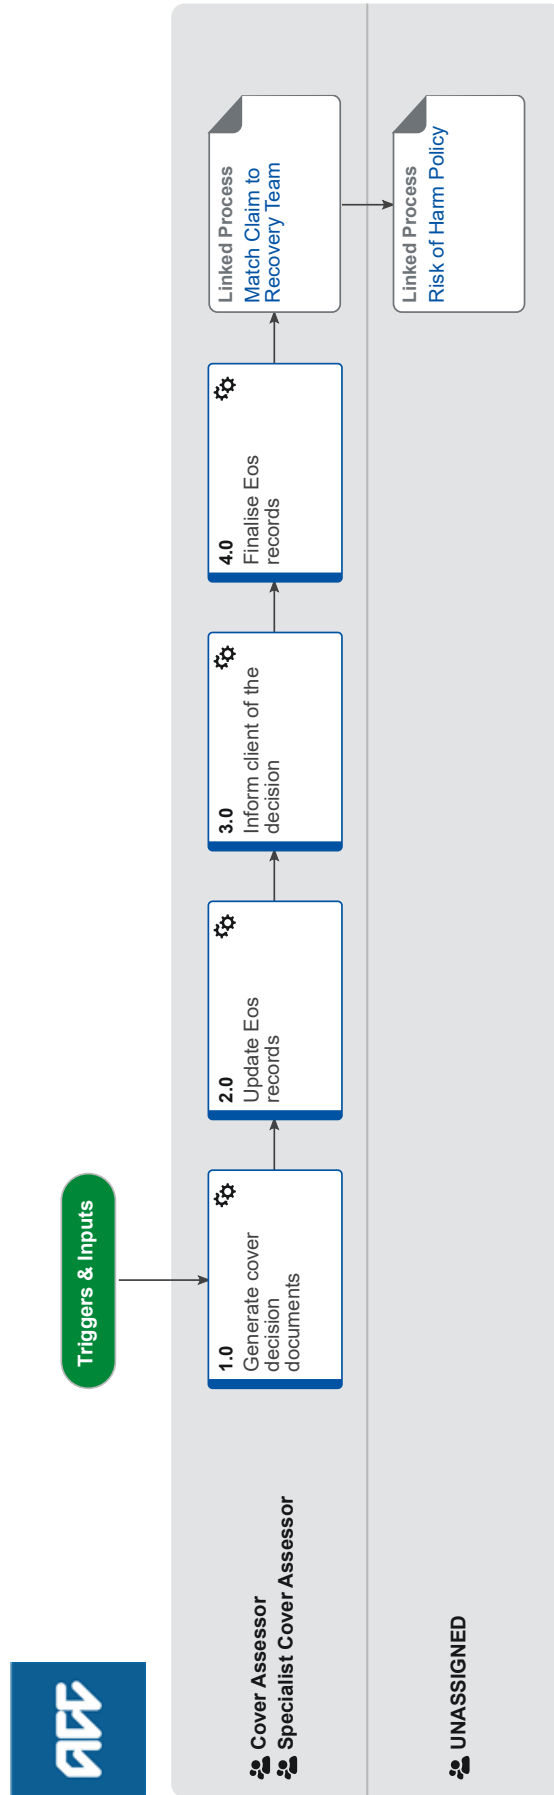 ACC
Triggers & Inputs
Cover Assessor
Specialist Cover Assessor
1.0
Generate cover
decision
documents
2.0
Update Eos
records
3.0
Inform client of the
decision
4.0
Finalise Eos
records
Linked Process
Match Claim to
Recovery Team
UNASSIGNED
Linked Process
Risk of Harm Policy